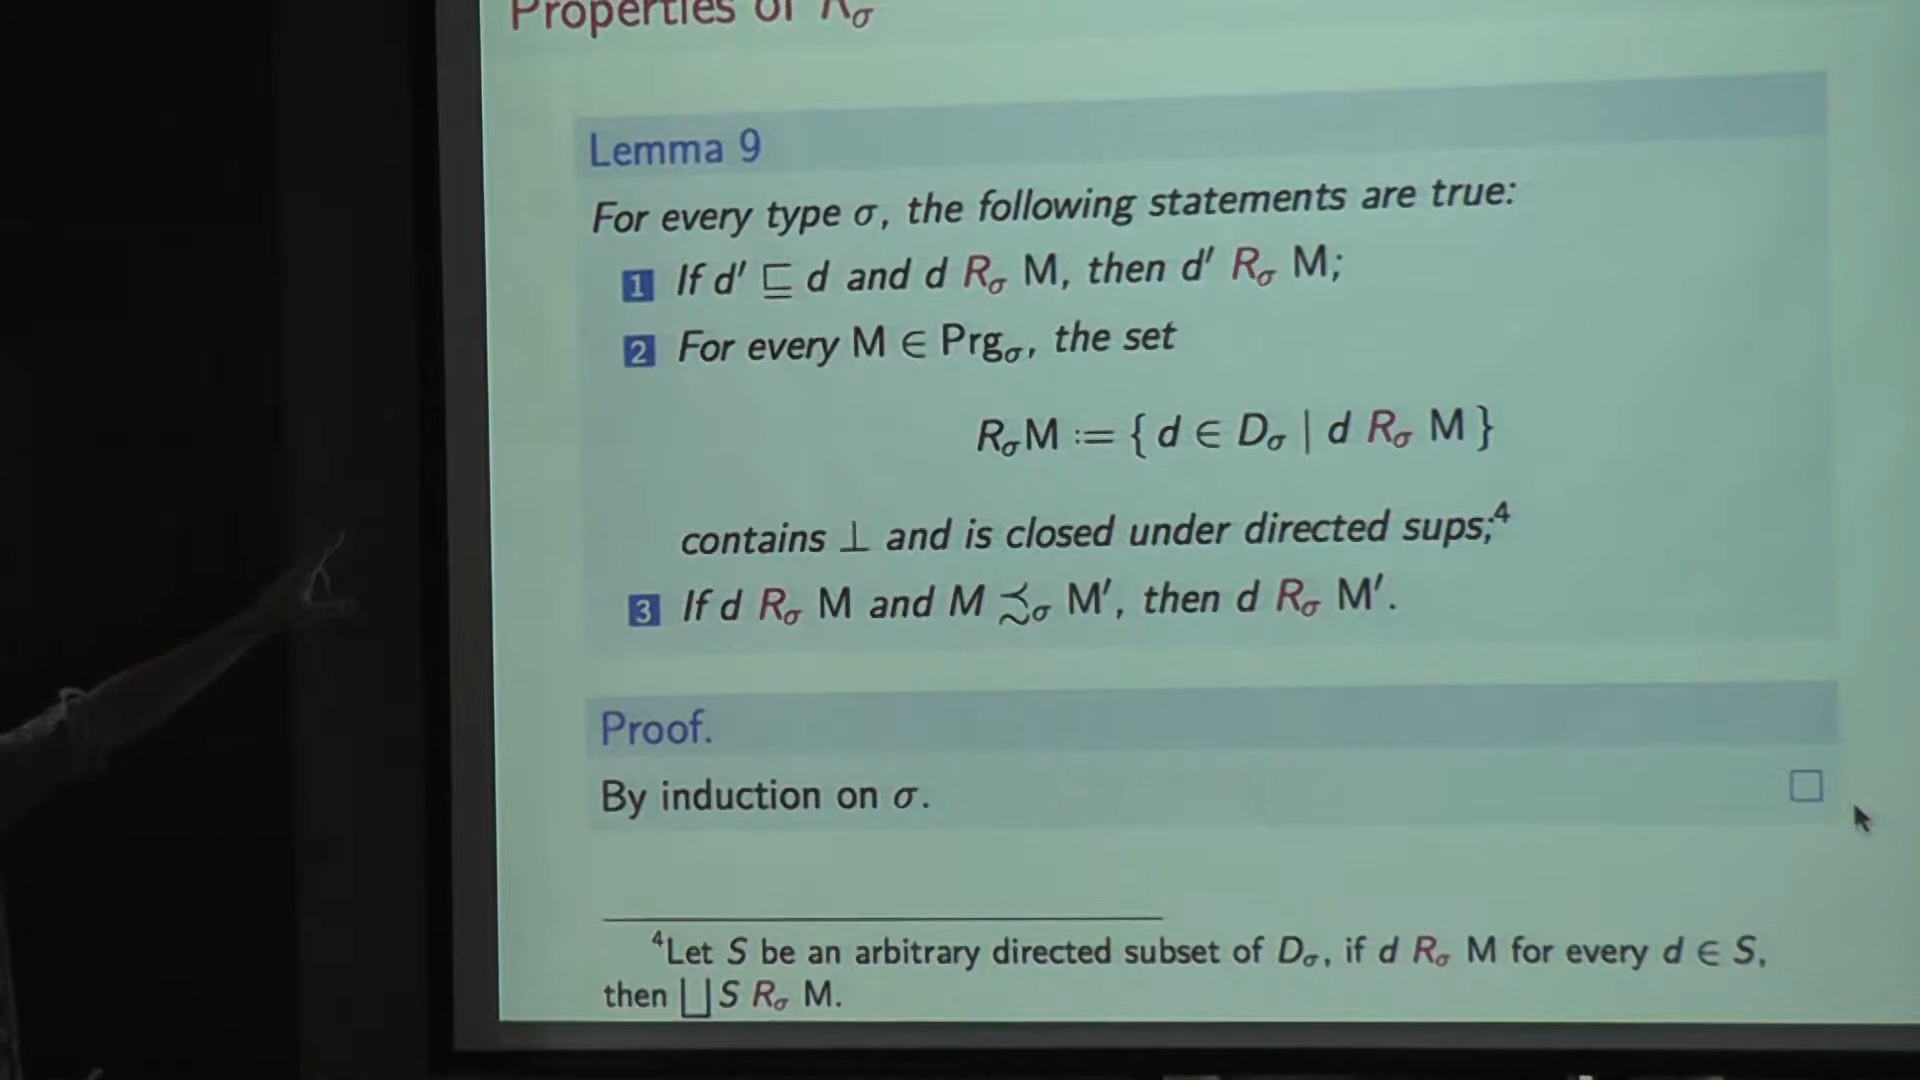 Properties of R_σ
Lemma 9
For every type σ, the following statements are true:
1 If d′ ⊑ d and d R_σ M, then d′ R_σ M;
2 For every M ∈ Prg_σ, the set
R_σM := { d ∈ D_σ | d R_σ M }
contains ⊥ and is closed under directed sups;⁴
3 If d R_σ M and M ≾_σ M′, then d R_σ M′.
Proof.
By induction on σ. □
⁴Let S be an arbitrary directed subset of D_σ, if d R_σ M for every d ∈ S,
then ⨆S R_σ M.